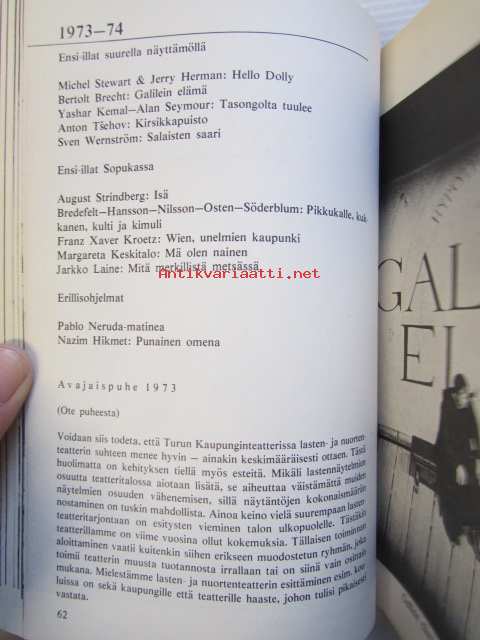 1973—74
Ensi-illat suurella näyttämöllä
Michel Stewart & Jerry Herman: Hello Dolly
Bertolt Brecht: Galilein elämä
Yashar Kemal—Alan Seymour: Tasongolta tuulee
Anton Tšehov: Kirsikkapuisto
Sven Wernström: Salaisten saari
Ensi-illat Sopukassa
August Strindberg: Isä
Bredefelt—Hansson—Nilsson—Osten—Söderblum: Pikkukalle, kuk-
kanen, kulti ja kimuli
Franz Xaver Kroetz: Wien, unelmien kaupunki
Margareta Keskitalo: Mä olen nainen
Jarkko Laine: Mitä merkillistä metsässä
Antikvariaatti.net
Erillisohjelmat
Pablo Neruda-matinea
Nazim Hikmet: Punainen omena
Avajaispuhe 1973
(Ote puheesta)
Voidaan siis todeta, että Turun Kaupunginteatterissa lasten- ja nuorten-
teatterin suhteen menee hyvin — ainakin keskimääräisesti ottaen. Tästä
huolimatta on kehityksen tiellä myös esteitä. Mikäli lastennäytelmien
osuutta teatteritalossa aiotaan lisätä, se aiheuttaa väistämättä muiden
näytelmien osuuden vähenemisen, sillä näytäntöjen kokonaismäärän
nostaminen on tuskin mahdollista. Ainoa keino vielä suurempaan lasten-
teatteritarjontaan on esitysten vieminen talon ulkopuolelle. Tästäkin
teatterillamme on viime vuosina ollut kokemuksia. Tällaisen toiminnan
aloittaminen vaatii kuitenkin siihen erikseen muodostetun ryhmän, joka
toimii teatterin muusta tuotannosta irrallaan tai on siinä vain osittain
mukana. Mielestämme lasten- ja nuortenteatterin esittäminen esim. kou-
luissa on sekä kaupungille että teatterille haaste, johon tulisi pikaisesti
vastata.
62
GAL
EI